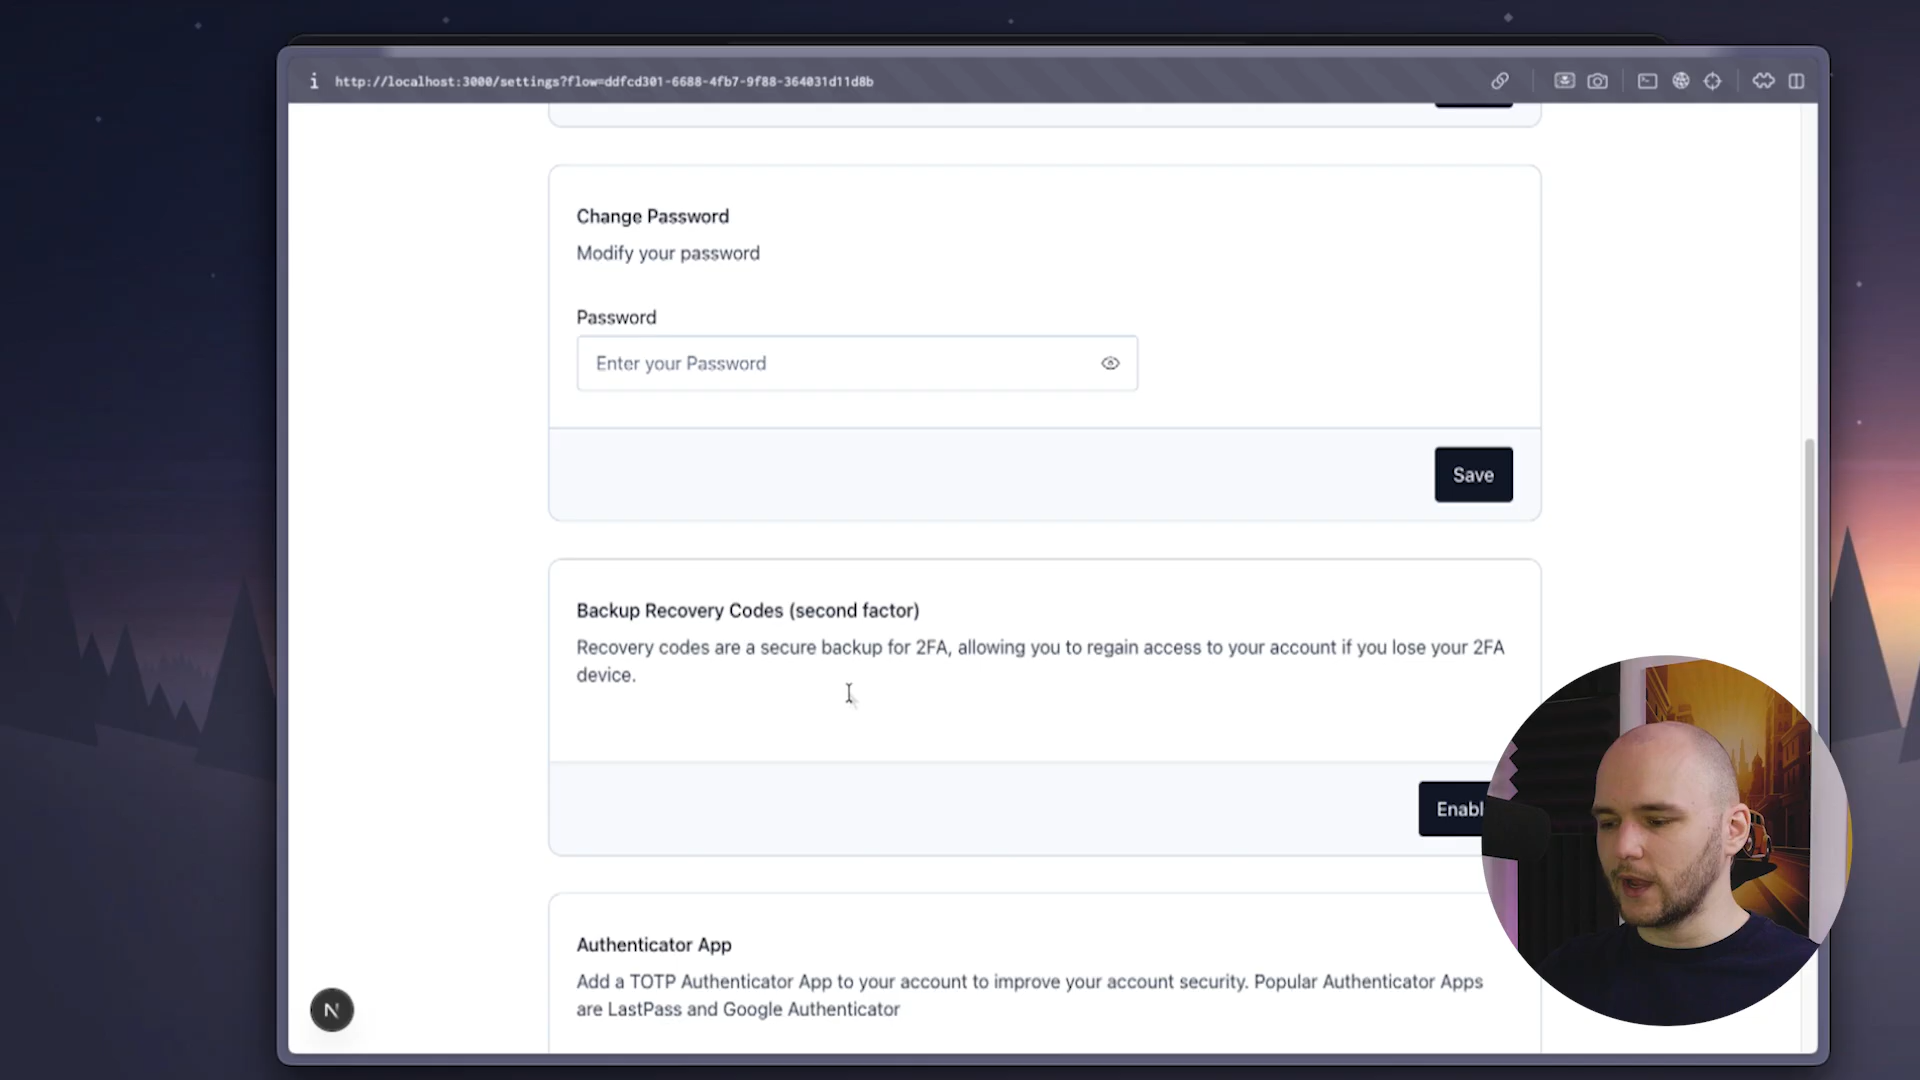 http://localhost:3000/settings?flow=ddfcd301-6688-4fb7-9f88-364031d11d8b
Change Password
Modify your password
Password
Enter your Password
Save
Backup Recovery Codes (second factor)
Recovery codes are a secure backup for 2FA, allowing you to regain access to your account if you lose your 2FA
device.
Enabl
Authenticator App
Add a TOTP Authenticator App to your account to improve your account security. Popular Authenticator Apps
are LastPass and Google Authenticator
N